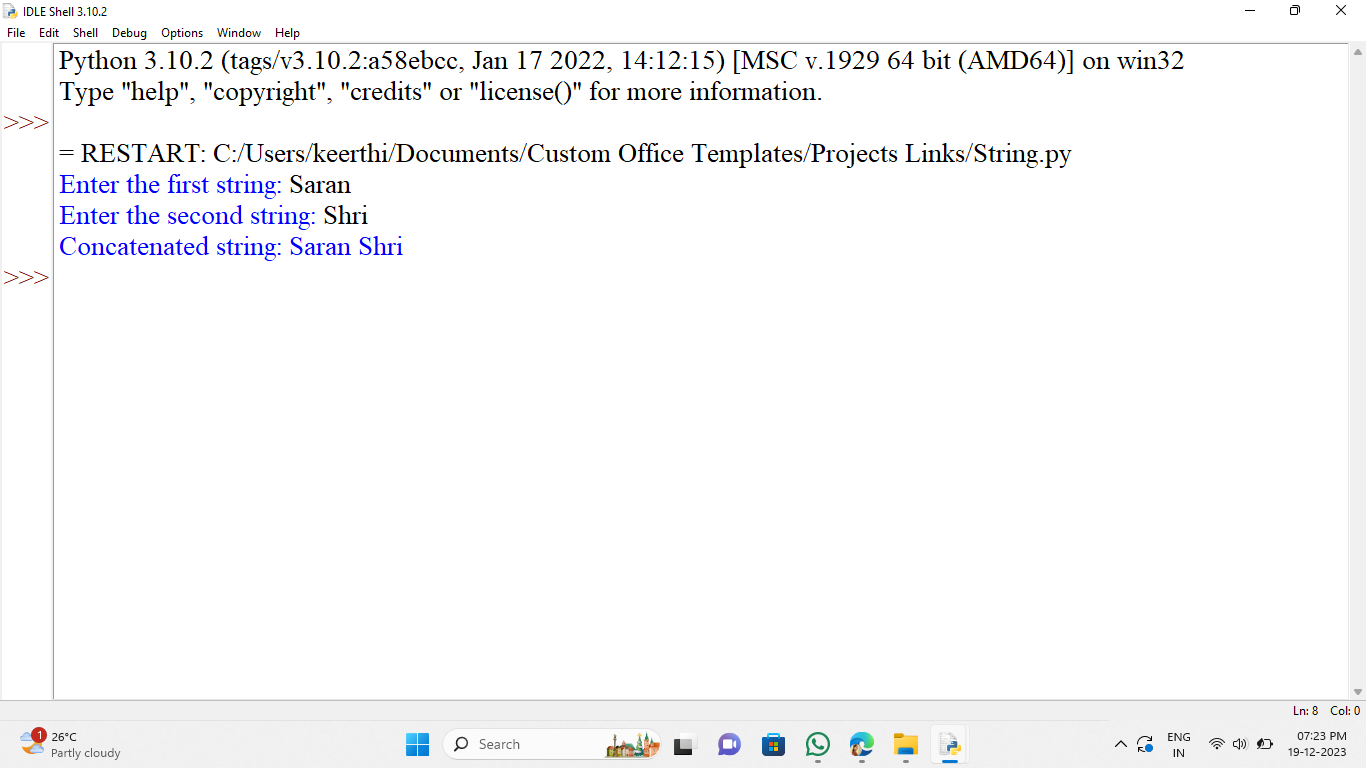 IDLE Shell 3.10.2
File Edit Shell Debug Options Window Help
Python 3.10.2 (tags/v3.10.2:a58ebcc, Jan 17 2022, 14:12:15) [MSC v.1929 64 bit (AMD64)] on win32
Type "help", "copyright", "credits" or "license()" for more information.
>>>
= RESTART: C:/Users/keerthi/Documents/Custom Office Templates/Projects Links/String.py
Enter the first string: Saran
Enter the second string: Shri
Concatenated string: Saran Shri
>>>
Ln: 8 Col: 0
1
26°C
Partly cloudy
Search
ENG
IN
07:23 PM
19-12-2023